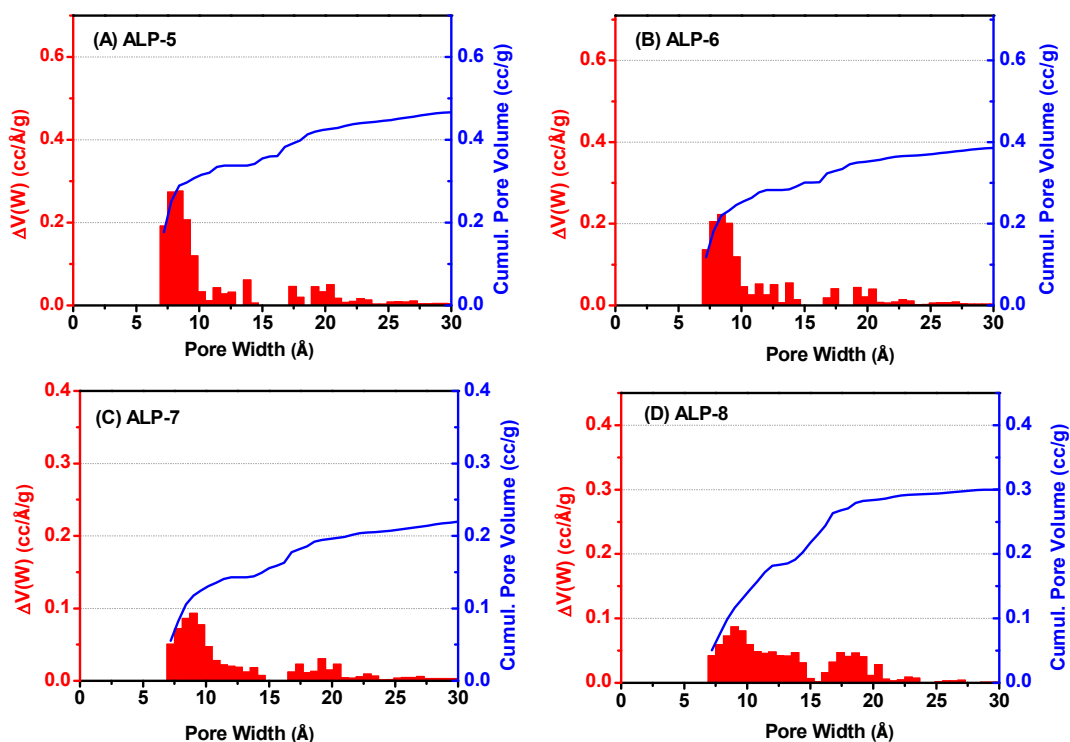 (A) ALP-5
0.6
0.4
0.2
0.0
ΔV(W) (cc/Å/g)
0.6
0.4
0.2
0.0
Cumul. Pore Volume (cc/g)
0 5 10 15 20 25 30
Pore Width (Å)
(B) ALP-6
0.6
0.4
0.2
0.0
ΔV(W) (cc/Å/g)
0.6
0.4
0.2
0.0
Cumul. Pore Volume (cc/g)
0 5 10 15 20 25 30
Pore Width (Å)
(C) ALP-7
0.4
0.3
0.2
0.1
0.0
ΔV(W) (cc/Å/g)
0.4
0.3
0.2
0.1
0.0
Cumul. Pore Volume (cc/g)
0 5 10 15 20 25 30
Pore Width (Å)
(D) ALP-8
0.4
0.3
0.2
0.1
0.0
ΔV(W) (cc/Å/g)
0.4
0.3
0.2
0.1
0.0
Cumul. Pore Volume (cc/g)
0 5 10 15 20 25 30
Pore Width (Å)